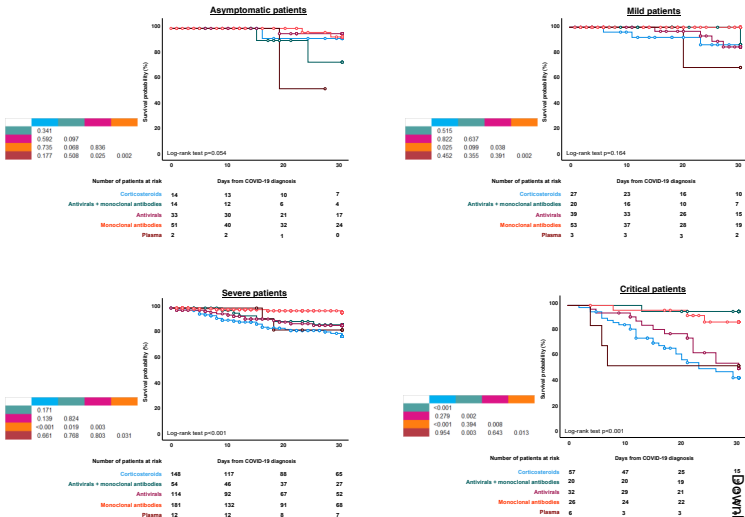 Asymptomatic patients
Survival probability (%)
100
80
60
40
20
0
Log-rank test p=0.054
0 10 20 30
0.341
0.592 0.097
0.735 0.068 0.836
0.177 0.508 0.025 0.002
Number of patients at risk Days from COVID-19 diagnosis
Corticosteroids 14 13 10 7
Antivirals + monoclonal antibodies 14 12 6 4
Antivirals 33 30 21 17
Monoclonal antibodies 51 40 32 24
Plasma 2 2 1 0
Mild patients
Survival probability (%)
100
80
60
40
20
0
Log-rank test p=0.164
0 10 20 30
0.515
0.822 0.637
0.025 0.099 0.038
0.452 0.355 0.391 0.002
Number of patients at risk Days from COVID-19 diagnosis
Corticosteroids 27 23 16 10
Antivirals + monoclonal antibodies 20 16 10 7
Antivirals 39 33 26 15
Monoclonal antibodies 53 37 28 19
Plasma 3 3 3 2
Severe patients
Survival probability (%)
100
80
60
40
20
0
Log-rank test p<0.001
0 10 20 30
0.171
0.139 0.824
<0.001 0.019 0.003
0.661 0.768 0.803 0.031
Number of patients at risk Days from COVID-19 diagnosis
Corticosteroids 148 117 88 65
Antivirals + monoclonal antibodies 54 46 37 27
Antivirals 114 92 67 52
Monoclonal antibodies 181 132 91 68
Plasma 12 12 8 7
Critical patients
Survival probability (%)
100
80
60
40
20
0
Log-rank test p<0.001
0 10 20 30
<0.001
0.279 0.002
<0.001 0.394 0.008
0.954 0.003 0.643 0.013
Number of patients at risk Days from COVID-19 diagnosis
Corticosteroids 57 47 25 15
Antivirals + monoclonal antibodies 20 20 19
Antivirals 32 29 21
Monoclonal antibodies 26 24 22
Plasma 6 3 3
Downl